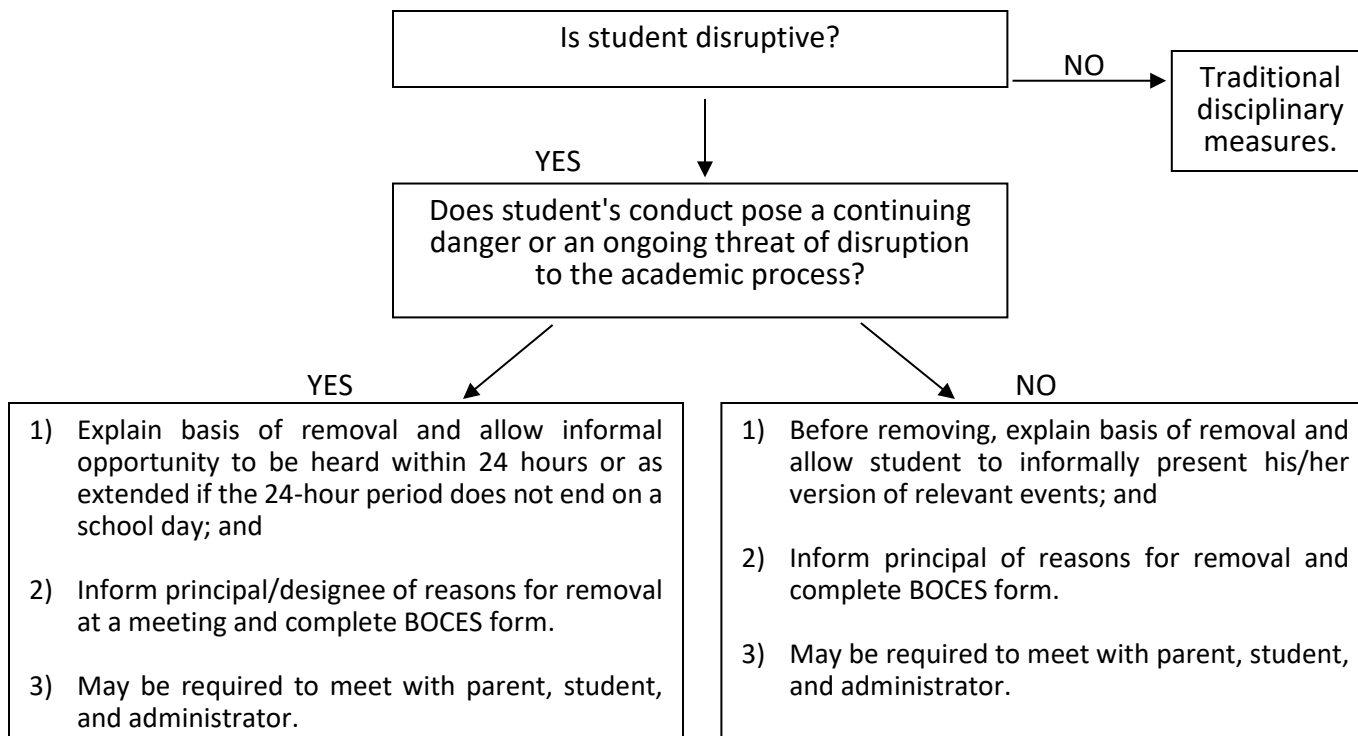 Is student disruptive?
NO
Traditional
disciplinary
measures.
YES
Does student's conduct pose a continuing
danger or an ongoing threat of disruption
to the academic process?
YES
NO
1) Explain basis of removal and allow informal
opportunity to be heard within 24 hours or as
extended if the 24-hour period does not end on a
school day; and
2) Inform principal/designee of reasons for removal
at a meeting and complete BOCES form.
3) May be required to meet with parent, student,
and administrator.
1) Before removing, explain basis of removal and
allow student to informally present his/her
version of relevant events; and
2) Inform principal of reasons for removal and
complete BOCES form.
3) May be required to meet with parent, student,
and administrator.